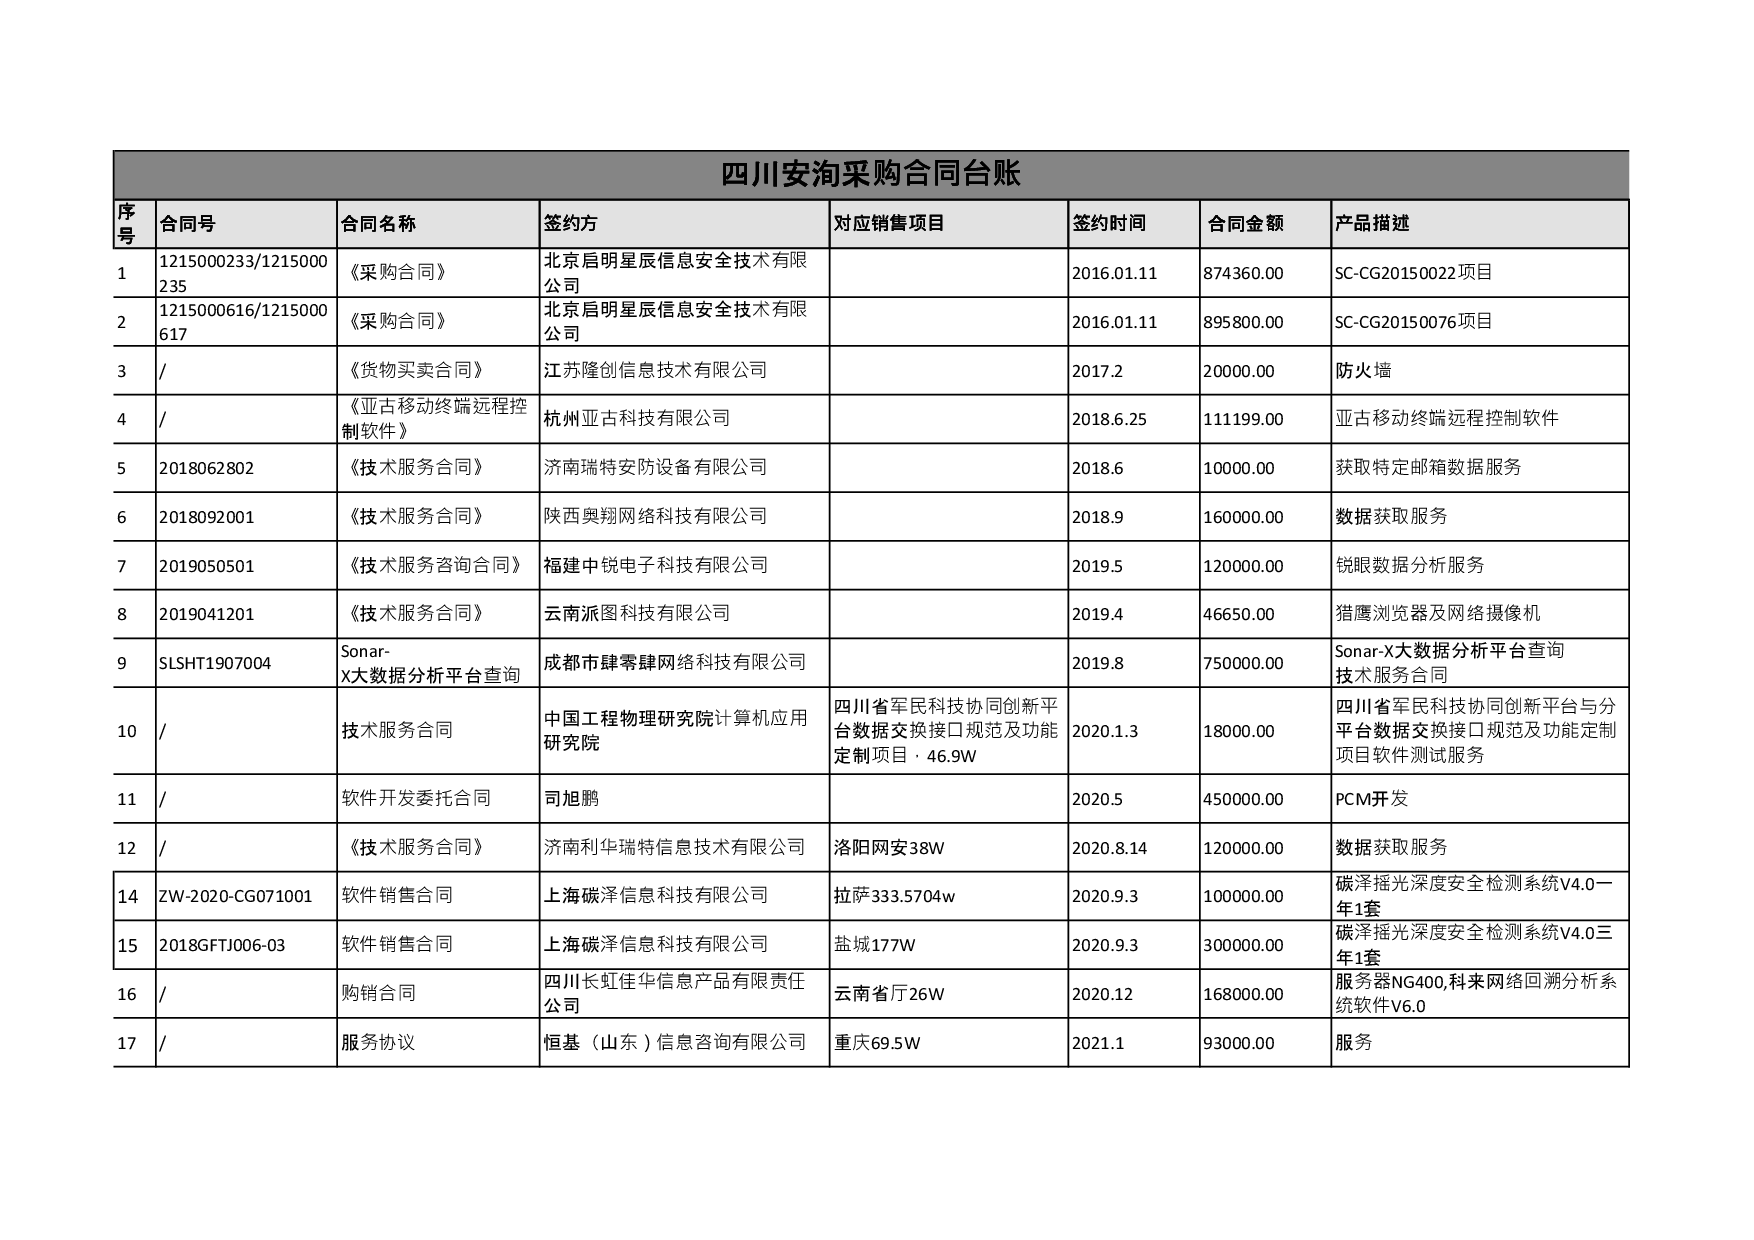 四川安洵采购合同台账
序号 合同号 合同名称 签约方 对应销售项目 签约时间 合同金额 产品描述
1 1215000233/1215000235 《采购合同》 北京启明星辰信息安全技术有限公司 2016.01.11 874360.00 SC-CG20150022项目
2 1215000616/1215000617 《采购合同》 北京启明星辰信息安全技术有限公司 2016.01.11 895800.00 SC-CG20150076项目
3 / 《货物买卖合同》 江苏隆创信息技术有限公司 2017.2 20000.00 防火墙
4 / 《亚古移动终端远程控制软件》 杭州亚古科技有限公司 2018.6.25 111199.00 亚古移动终端远程控制软件
5 2018062802 《技术服务合同》 济南瑞特安防设备有限公司 2018.6 10000.00 获取特定邮箱数据服务
6 2018092001 《技术服务合同》 陕西奥翔网络科技有限公司 2018.9 160000.00 数据获取服务
7 2019050501 《技术服务咨询合同》 福建中锐电子科技有限公司 2019.5 120000.00 锐眼数据分析服务
8 2019041201 《技术服务合同》 云南派图科技有限公司 2019.4 46650.00 猎鹰浏览器及网络摄像机
9 SLSHT1907004 Sonar-X大数据分析平台查询 成都市肆零肆网络科技有限公司 2019.8 750000.00 Sonar-X大数据分析平台查询技术服务合同
10 / 技术服务合同 中国工程物理研究院计算机应用研究院 四川省军民科技协同创新平台数据交换接口规范及功能定制项目·46.9W 2020.1.3 18000.00 四川省军民科技协同创新平台与分平台数据交换接口规范及功能定制项目软件测试服务
11 / 软件开发委托合同 司旭鹏 2020.5 450000.00 PCM开发
12 / 《技术服务合同》 济南利华瑞特信息技术有限公司 洛阳网安38W 2020.8.14 120000.00 数据获取服务
14 ZW-2020-CG071001 软件销售合同 上海碳泽信息科技有限公司 拉萨333.5704w 2020.9.3 100000.00 碳泽摇光深度安全检测系统V4.0一年1套
15 2018GFTJ006-03 软件销售合同 上海碳泽信息科技有限公司 盐城177W 2020.9.3 300000.00 碳泽摇光深度安全检测系统V4.0三年1套
16 / 购销合同 四川长虹佳华信息产品有限责任公司 云南省厅26W 2020.12 168000.00 服务器NG400,科来网络回溯分析系统软件V6.0
17 / 服务协议 恒基（山东）信息咨询有限公司 重庆69.5W 2021.1 93000.00 服务